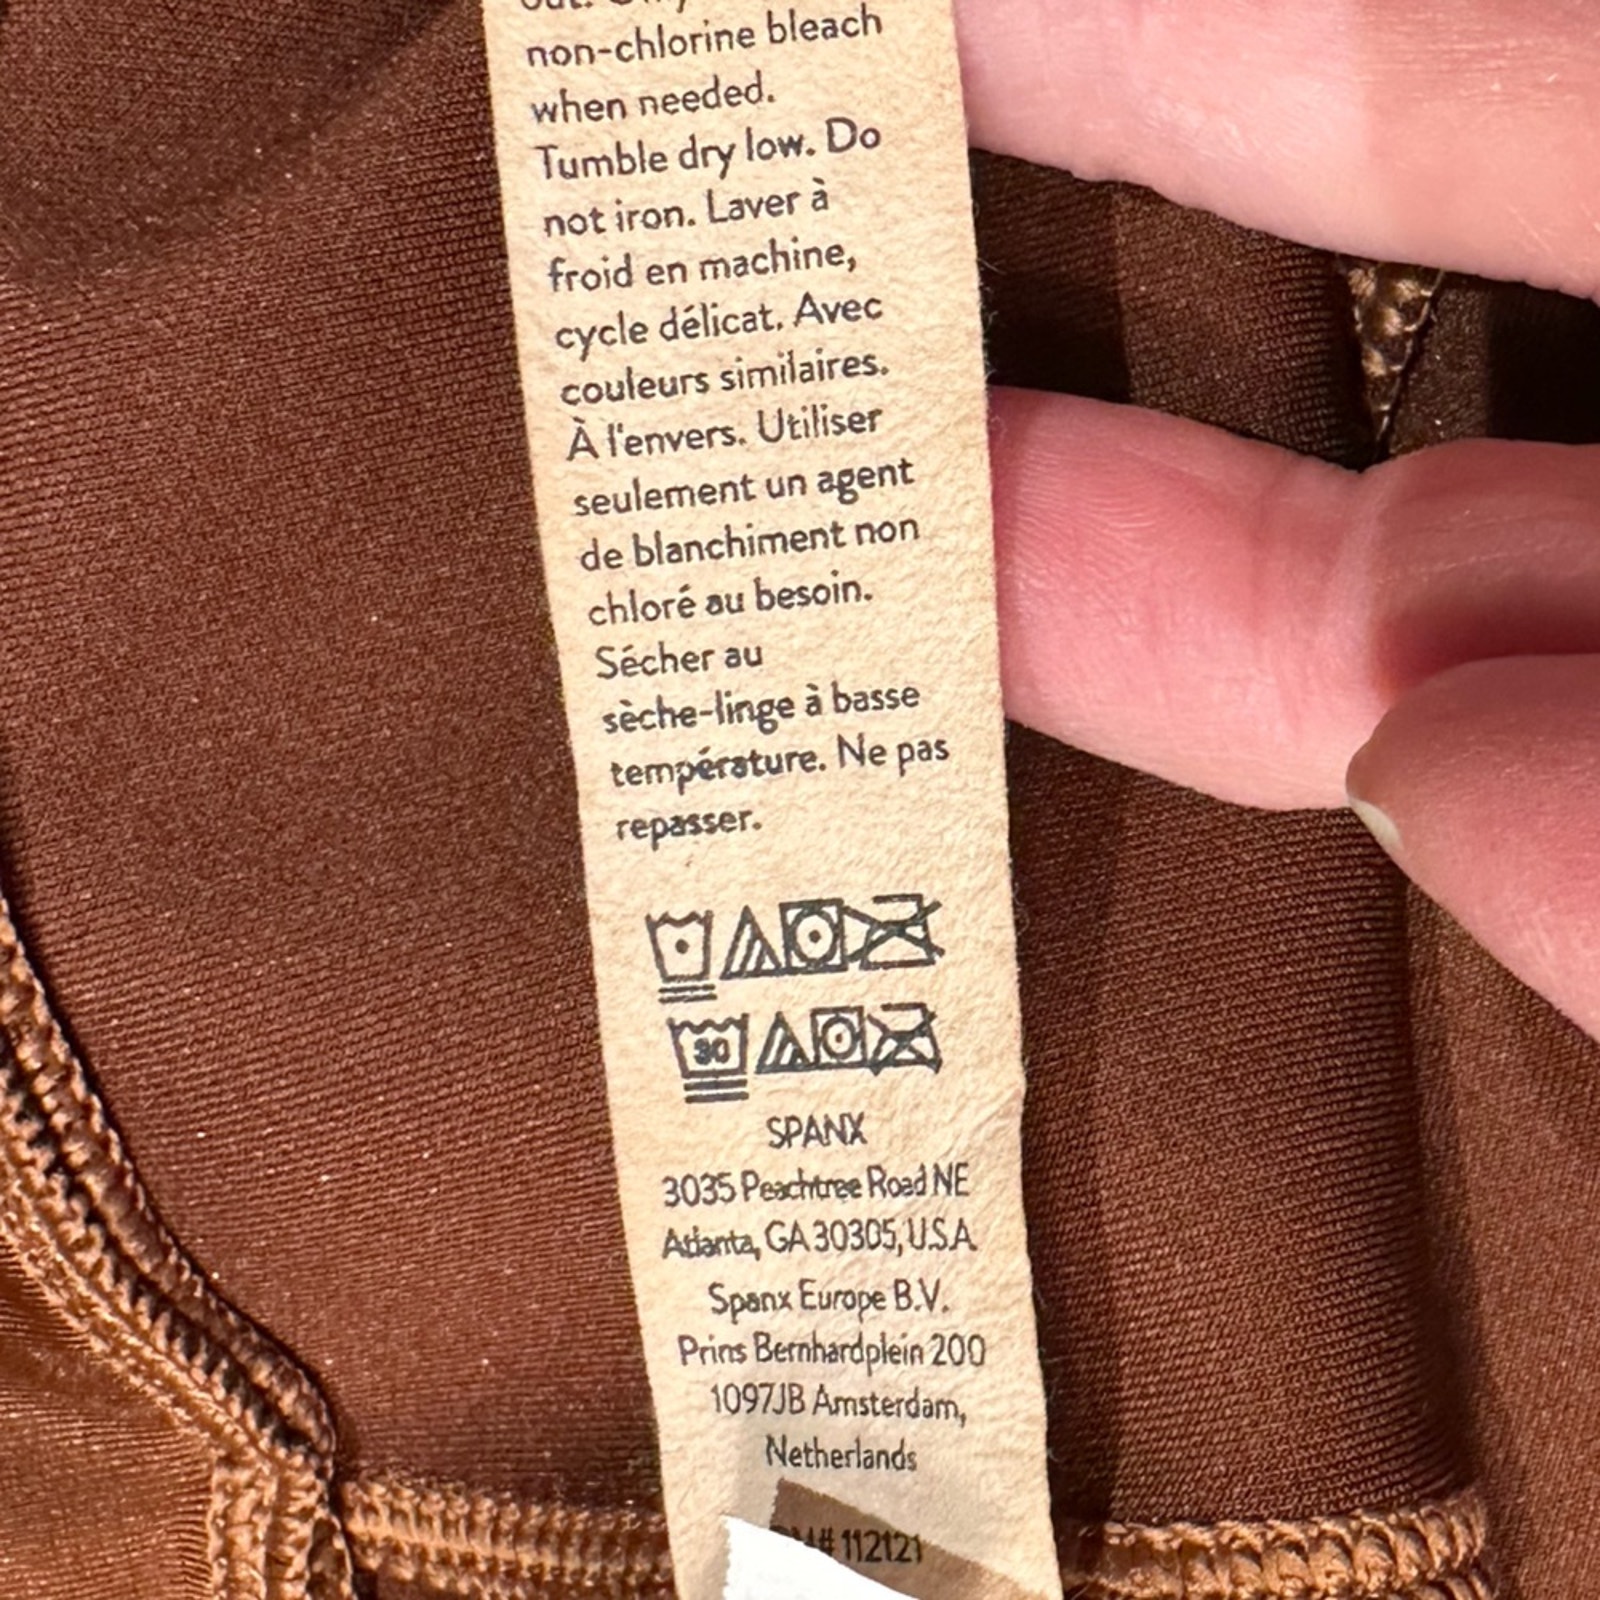 non-chlorine bleach
when needed.
Tumble dry low. Do
not iron. Laver à
froid en machine,
cycle délicat. Avec
couleurs similaires.
À l'envers. Utiliser
seulement un agent
de blanchiment non
chloré au besoin.
Sécher au
sèche-linge à basse
température. Ne pas
repasser.
30
SPANX
3035 Peachtree Road NE
Atlanta, GA 30305, U.S.A.
Spanx Europe B.V.
Prins Bernhardplein 200
1097JB Amsterdam,
Netherlands
# 112121